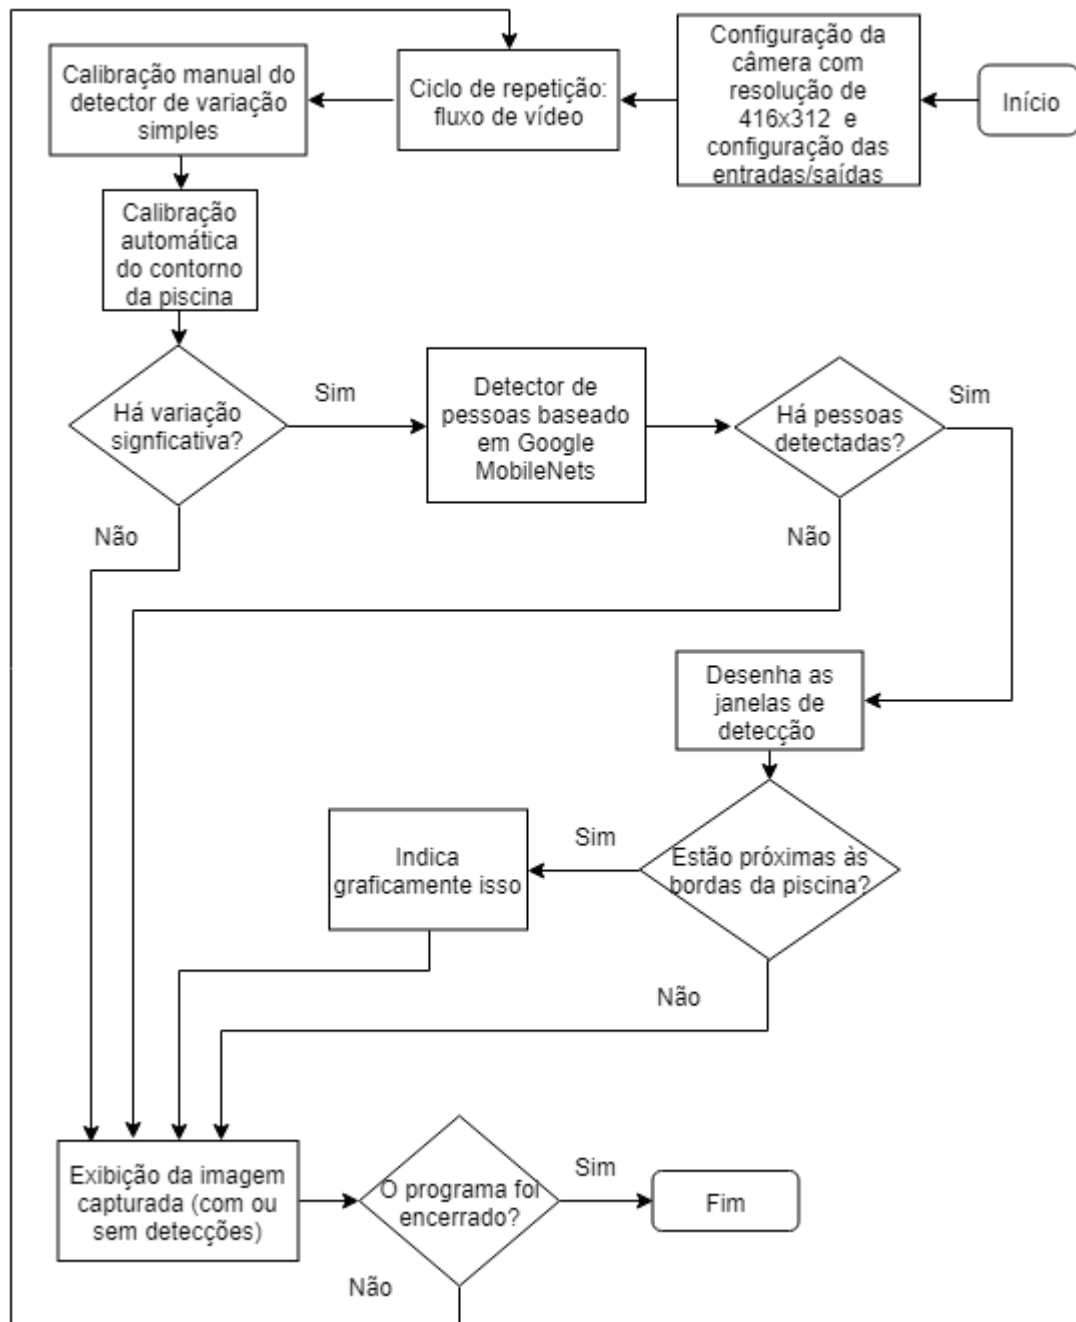 Início
Configuração da
câmera com
resolução de
416x312 e
configuração das
entradas/saídas
Ciclo de repetição:
fluxo de vídeo
Calibração manual do
detector de variação
simples
Calibração
automática
do contorno
da piscina
Há variação
signficativa?
Sim
Não
Detector de
pessoas baseado
em Google
MobileNets
Há pessoas
detectadas?
Sim
Não
Desenha as
janelas de
detecção
Estão próximas às
bordas da piscina?
Sim
Não
Indica
graficamente isso
Exibição da imagem
capturada (com ou
sem detecções)
O programa foi
encerrado?
Sim
Não
Fim